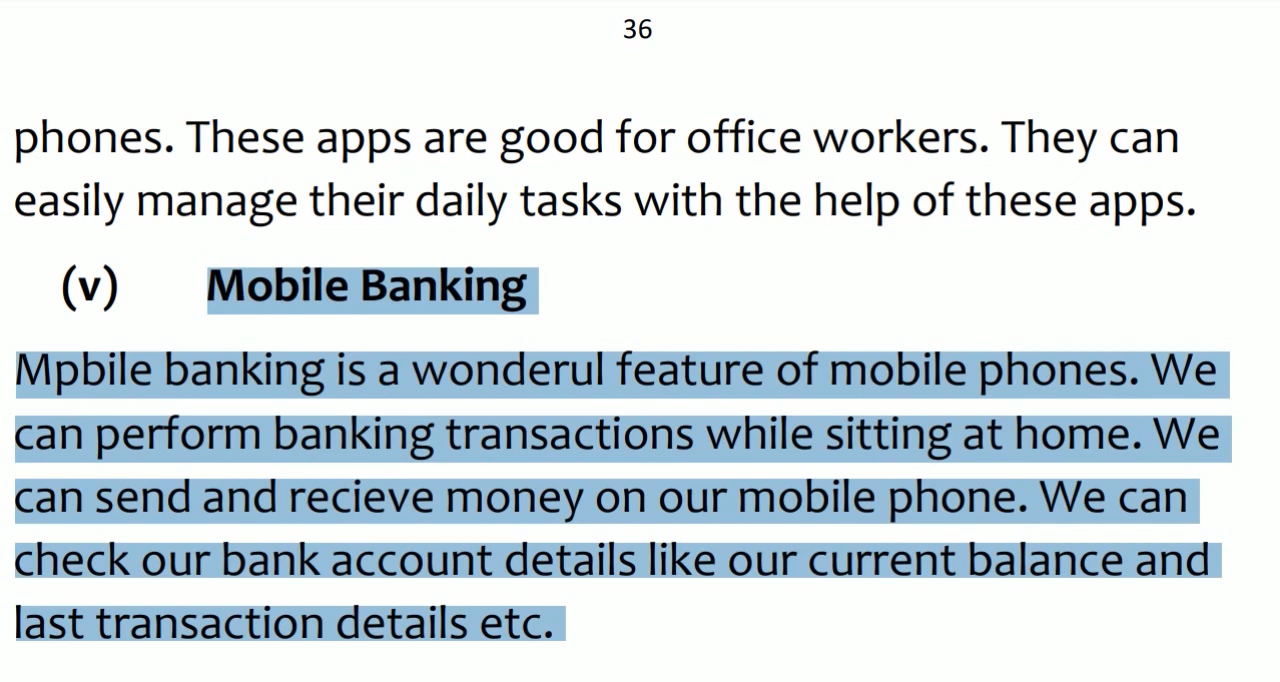 36
phones. These apps are good for office workers. They can
easily manage their daily tasks with the help of these apps.
(v) Mobile Banking
Mpbile banking is a wonderul feature of mobile phones. We
can perform banking transactions while sitting at home. We
can send and recieve money on our mobile phone. We can
check our bank account details like our current balance and
last transaction details etc.